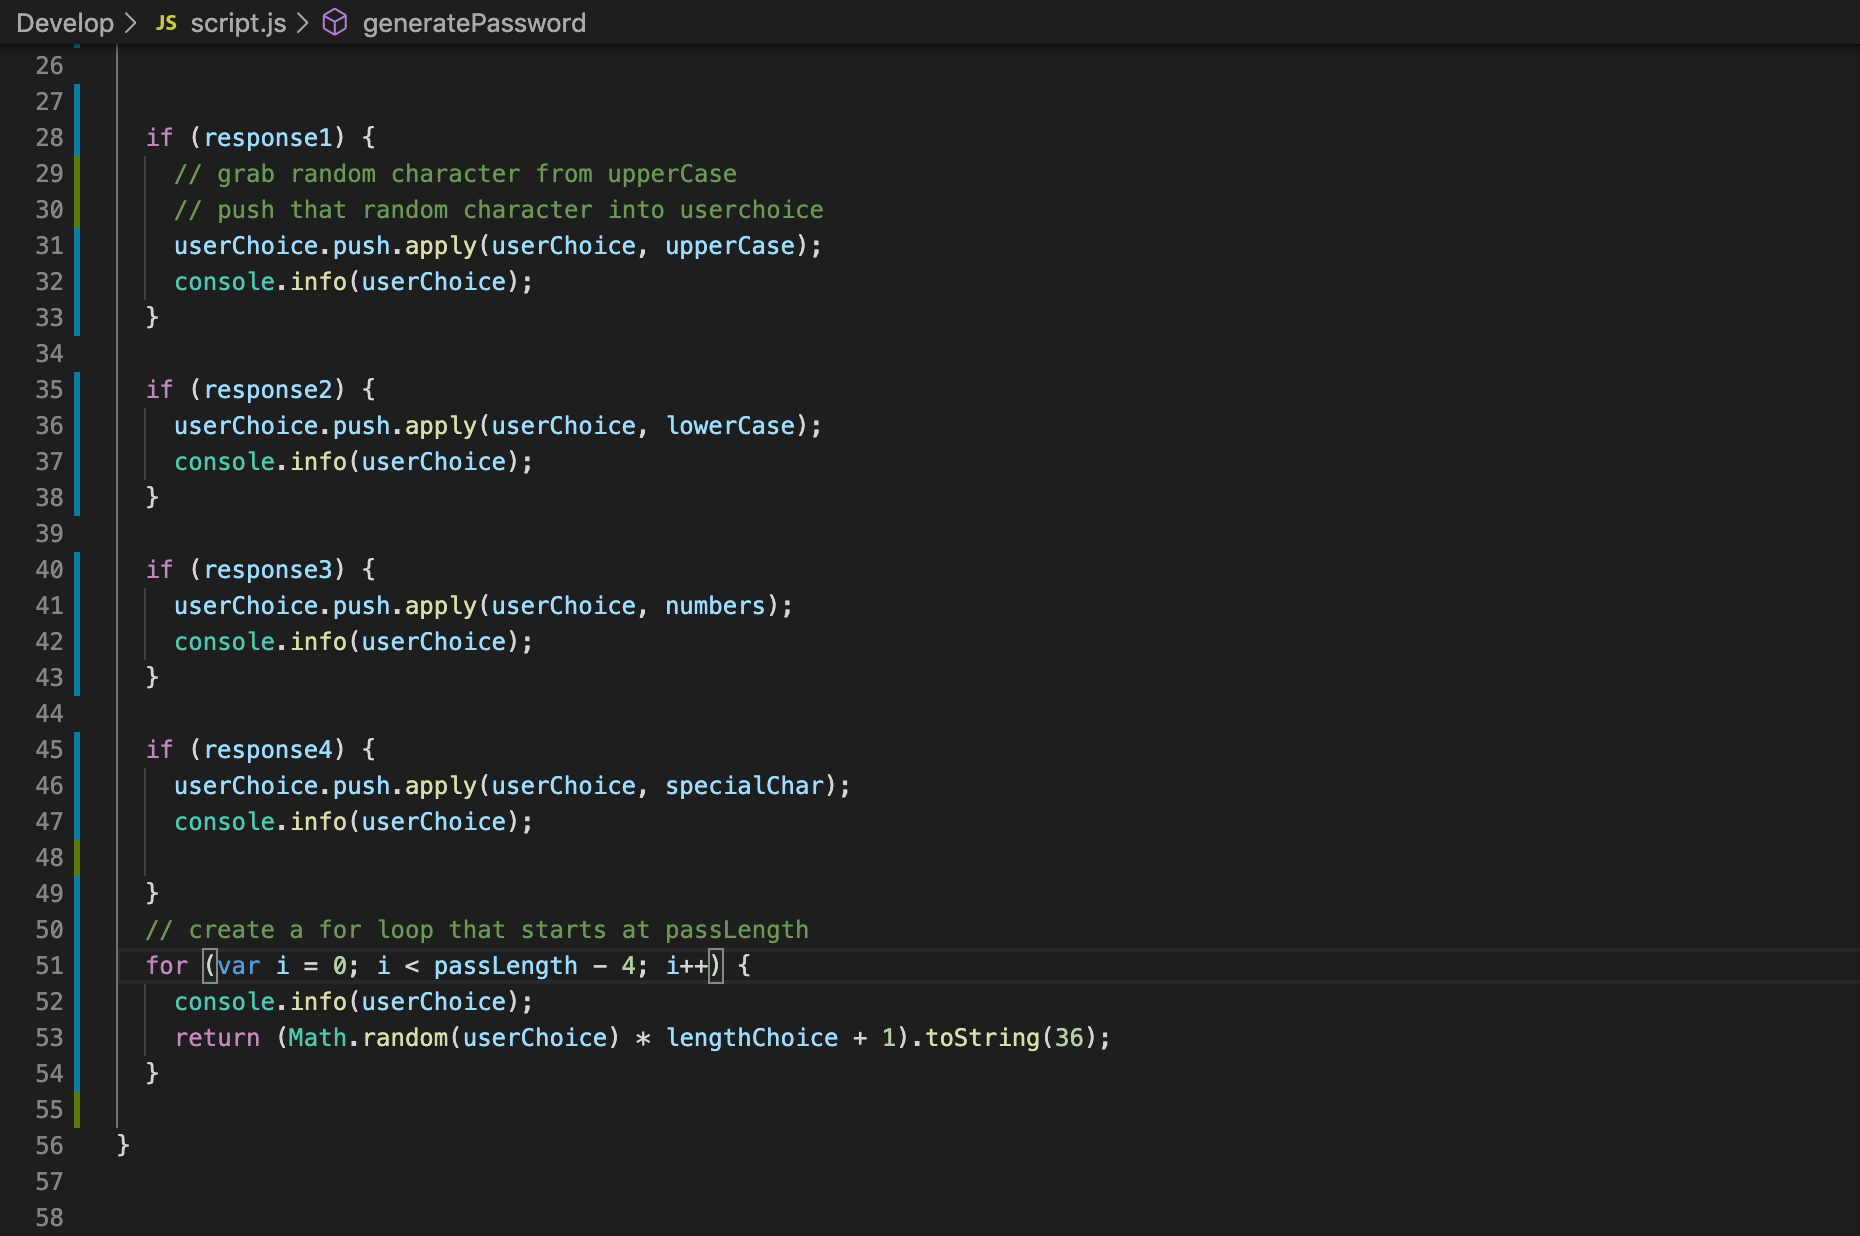 Develop > JS script.js > generatePassword
26
27
28 if (response1) {
29 // grab random character from upperCase
30 // push that random character into userchoice
31 userChoice.push.apply(userChoice, upperCase);
32 console.info(userChoice);
33 }
34
35 if (response2) {
36 userChoice.push.apply(userChoice, lowerCase);
37 console.info(userChoice);
38 }
39
40 if (response3) {
41 userChoice.push.apply(userChoice, numbers);
42 console.info(userChoice);
43 }
44
45 if (response4) {
46 userChoice.push.apply(userChoice, specialChar);
47 console.info(userChoice);
48
49 }
50 // create a for loop that starts at passLength
51 for (var i = 0; i < passLength - 4; i++) {
52 console.info(userChoice);
53 return (Math.random(userChoice) * lengthChoice + 1).toString(36);
54 }
55
56 }
57
58